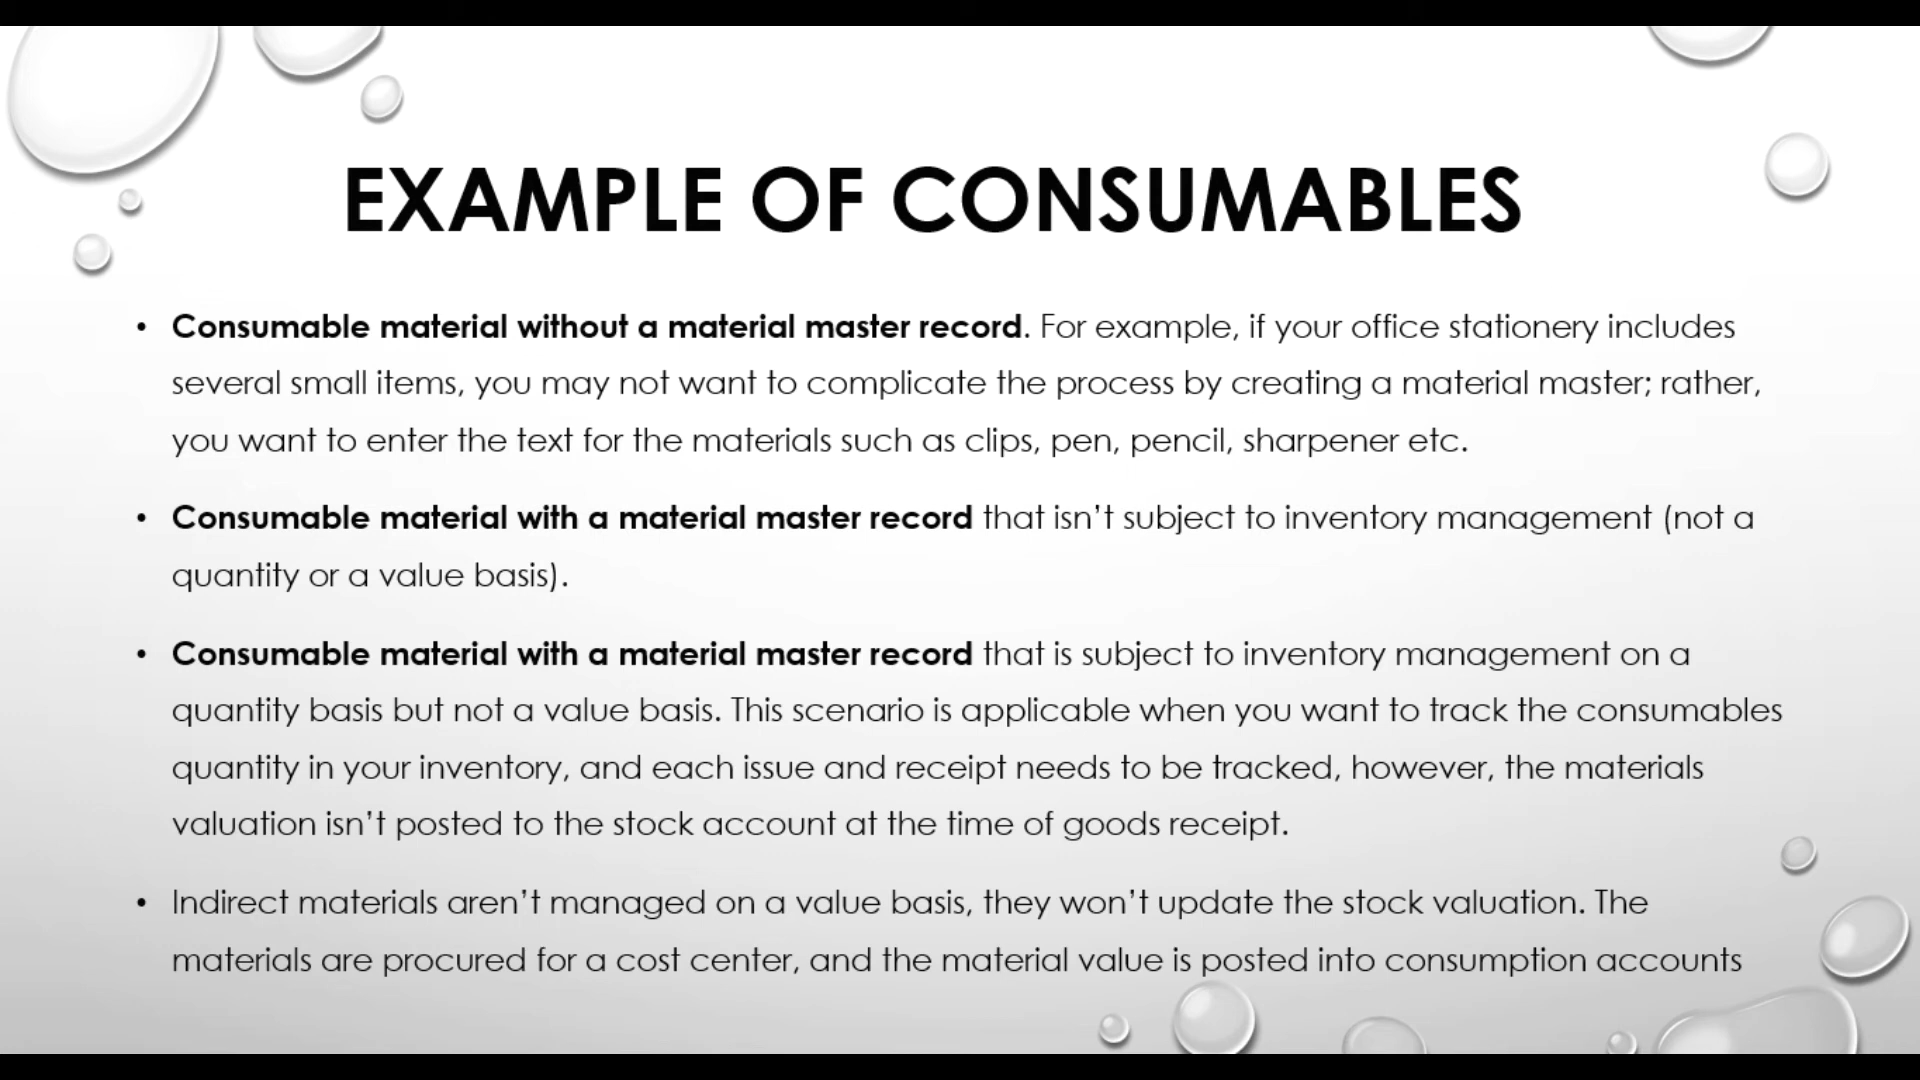 EXAMPLE OF CONSUMABLES
• Consumable material without a material master record. For example, if your office stationery includes
several small items, you may not want to complicate the process by creating a material master; rather,
you want to enter the text for the materials such as clips, pen, pencil, sharpener etc.
• Consumable material with a material master record that isn't subject to inventory management (not a
quantity or a value basis).
• Consumable material with a material master record that is subject to inventory management on a
quantity basis but not a value basis. This scenario is applicable when you want to track the consumables
quantity in your inventory, and each issue and receipt needs to be tracked, however, the materials
valuation isn't posted to the stock account at the time of goods receipt.
• Indirect materials aren't managed on a value basis, they won't update the stock valuation. The
materials are procured for a cost center, and the material value is posted into consumption accounts